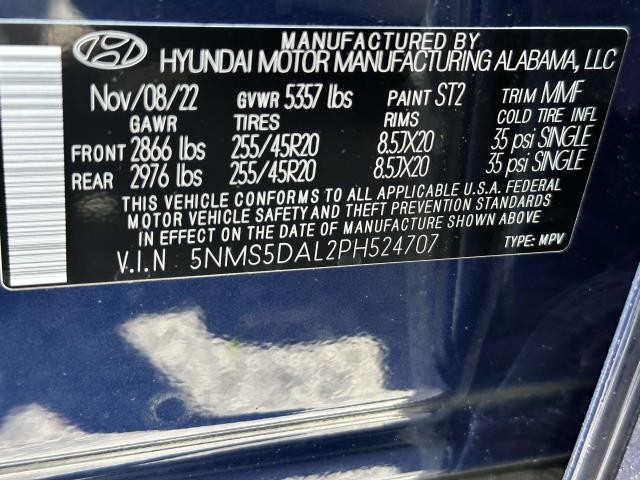 MANUFACTURED BY
HYUNDAI MOTOR MANUFACTURING ALABAMA, LLC
Nov/08/22 GVWR 5357 lbs PAINT ST2 TRIM MMF
GAWR TIRES RIMS COLD TIRE INFL
FRONT 2866 lbs 255/45R20 8.5JX20 35 psi SINGLE
REAR 2976 lbs 255/45R20 8.5JX20 35 psi SINGLE
THIS VEHICLE CONFORMS TO ALL APPLICABLE U.S.A. FEDERAL
MOTOR VEHICLE SAFETY AND THEFT PREVENTION STANDARDS
IN EFFECT ON THE DATE OF MANUFACTURE SHOWN ABOVE
V.I.N 5NMS5DAL2PH524707 TYPE: MPV